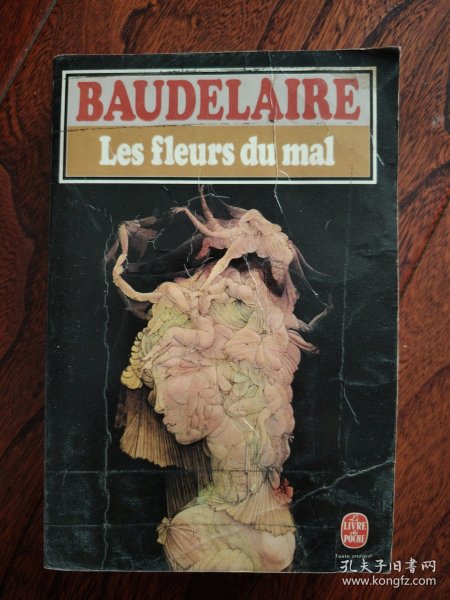 BAUDELAIRE
Les fleurs du mal
Le
LIVRE
de
POCHE
Texte intégral
孔夫子旧书网
www.kongfz.com